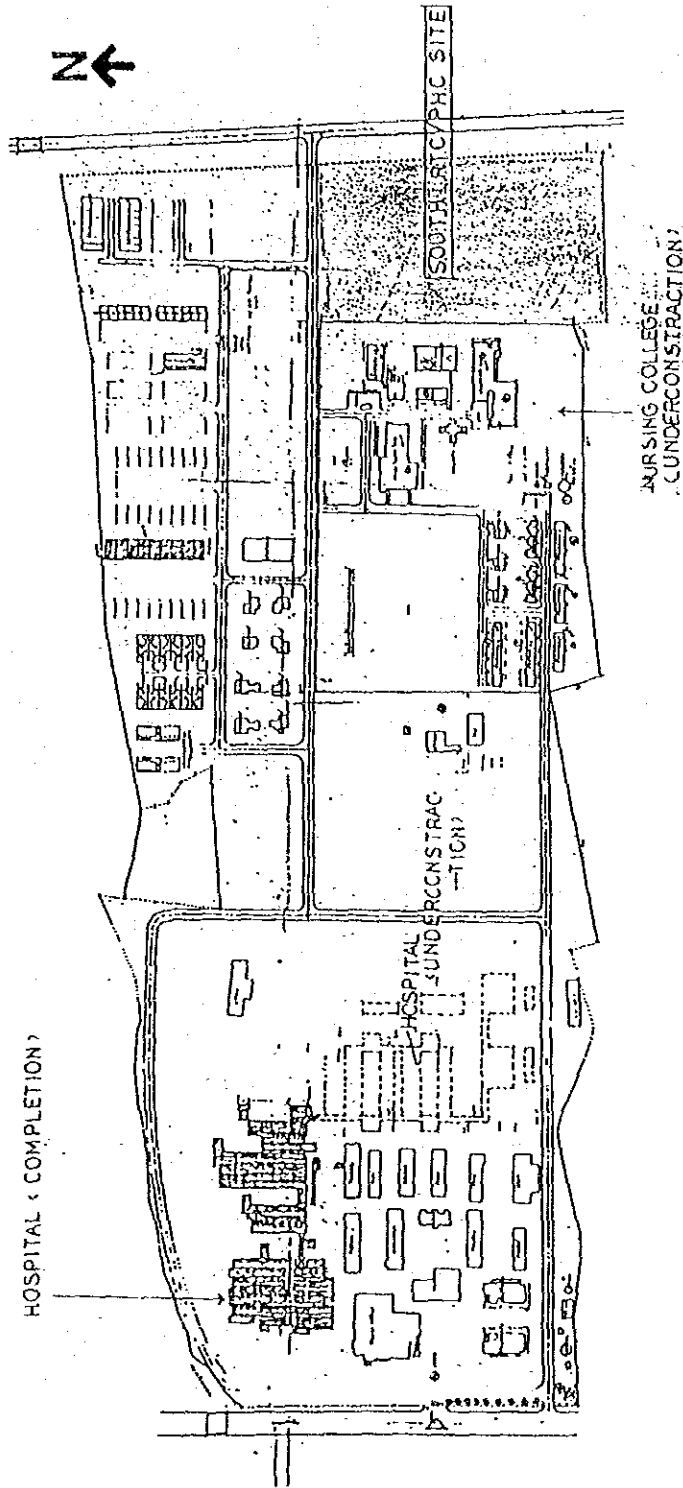 N
HOSPITAL < COMPLETION>
SOUTH RTC/PHC SITE
HOSPITAL
<UNDERCONSTRAC-
-TION>
NURSING COLLEGE
<UNDERCONSTRACTION>